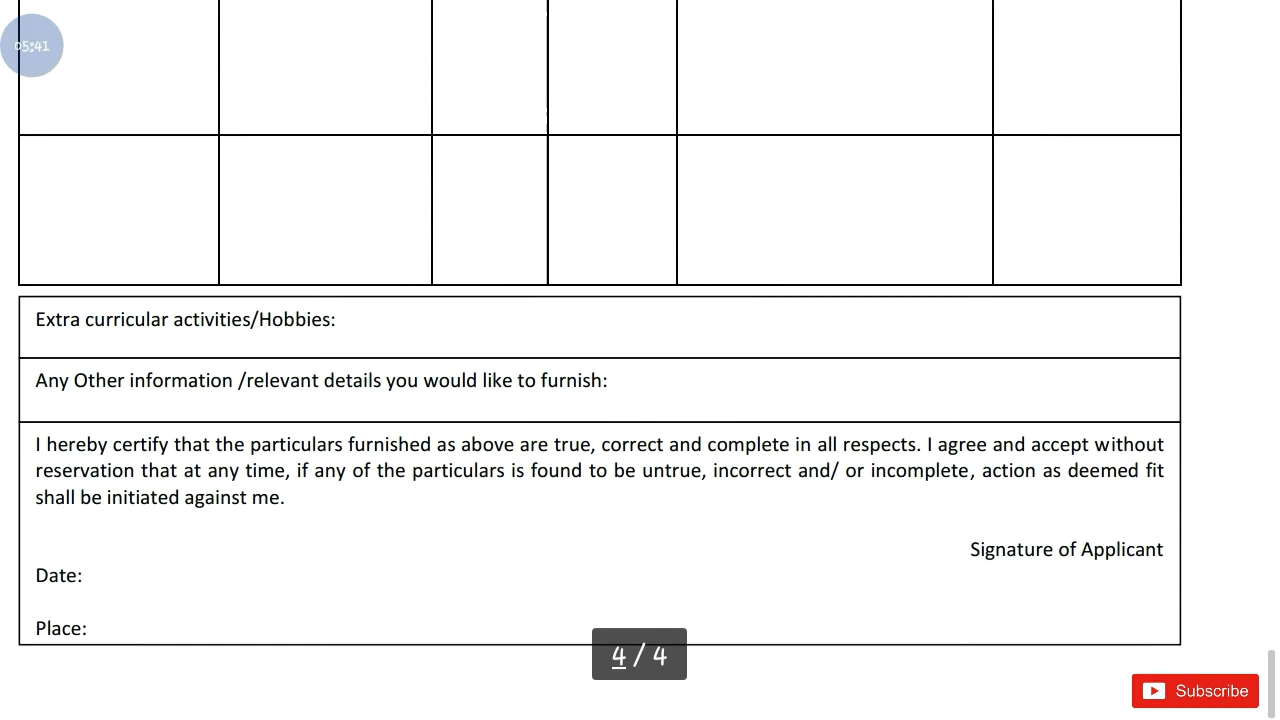 05:41
Extra curricular activities/Hobbies:
Any Other information /relevant details you would like to furnish:
I hereby certify that the particulars furnished as above are true, correct and complete in all respects. I agree and accept without
reservation that at any time, if any of the particulars is found to be untrue, incorrect and/ or incomplete, action as deemed fit
shall be initiated against me.
Signature of Applicant
Date:
Place:
4 / 4
Subscribe